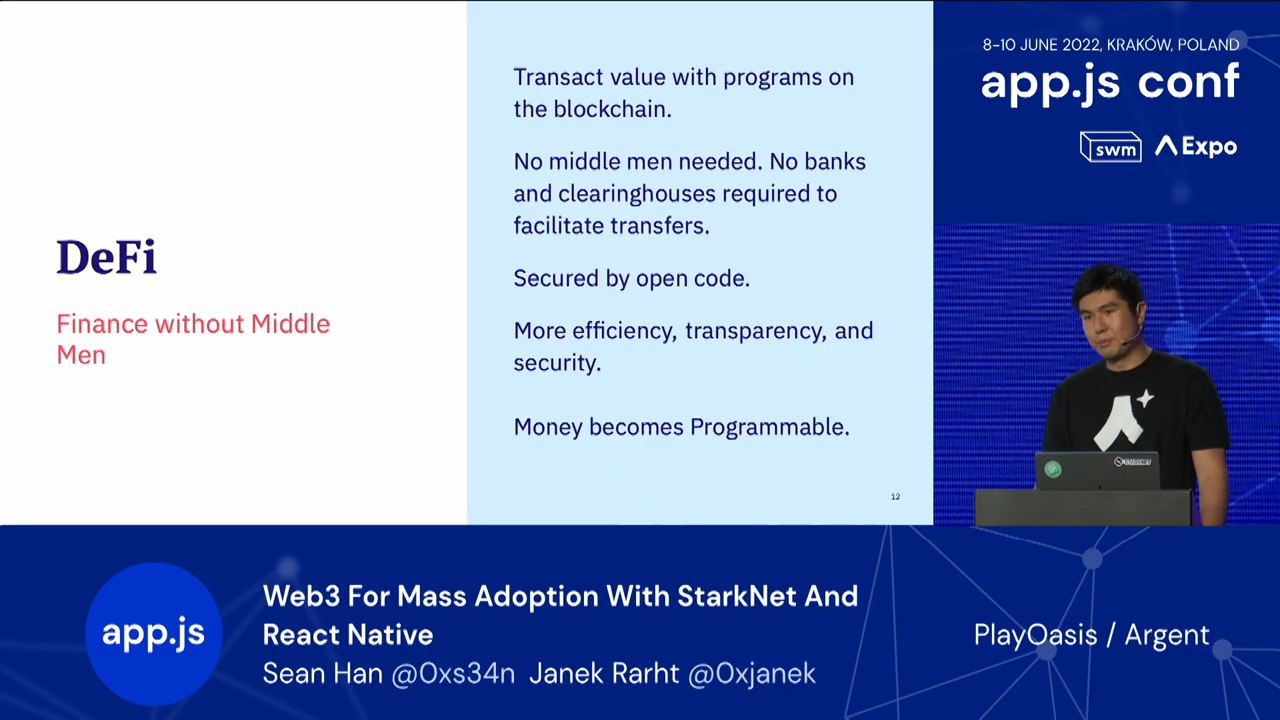 DeFi
Finance without Middle
Men
Transact value with programs on
the blockchain.
No middle men needed. No banks
and clearinghouses required to
facilitate transfers.
Secured by open code.
More efficiency, transparency, and
security.
Money becomes Programmable.
12
8–10 JUNE 2022, KRAKÓW, POLAND
app.js conf
swm
Expo
app.js
Web3 For Mass Adoption With StarkNet And
React Native
Sean Han @0xs34n Janek Rarht @0xjanek
PlayOasis / Argent